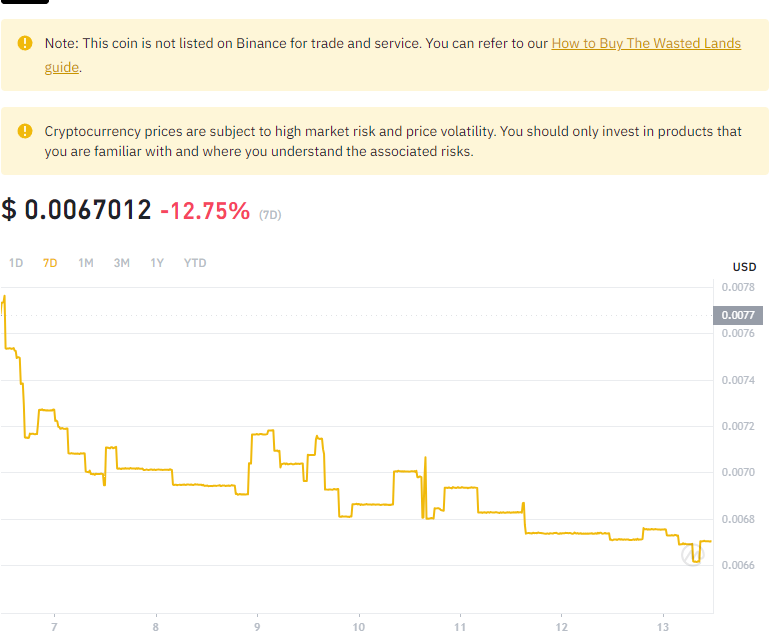 Note: This coin is not listed on Binance for trade and service. You can refer to our How to Buy The Wasted Lands
guide.
Cryptocurrency prices are subject to high market risk and price volatility. You should only invest in products that
you are familiar with and where you understand the associated risks.
$ 0.0067012 -12.75% (7D)
1D 7D 1M 3M 1Y YTD
USD
0.0078
0.0077
0.0076
0.0074
0.0072
0.0070
0.0068
0.0066
7 8 9 10 11 12 13